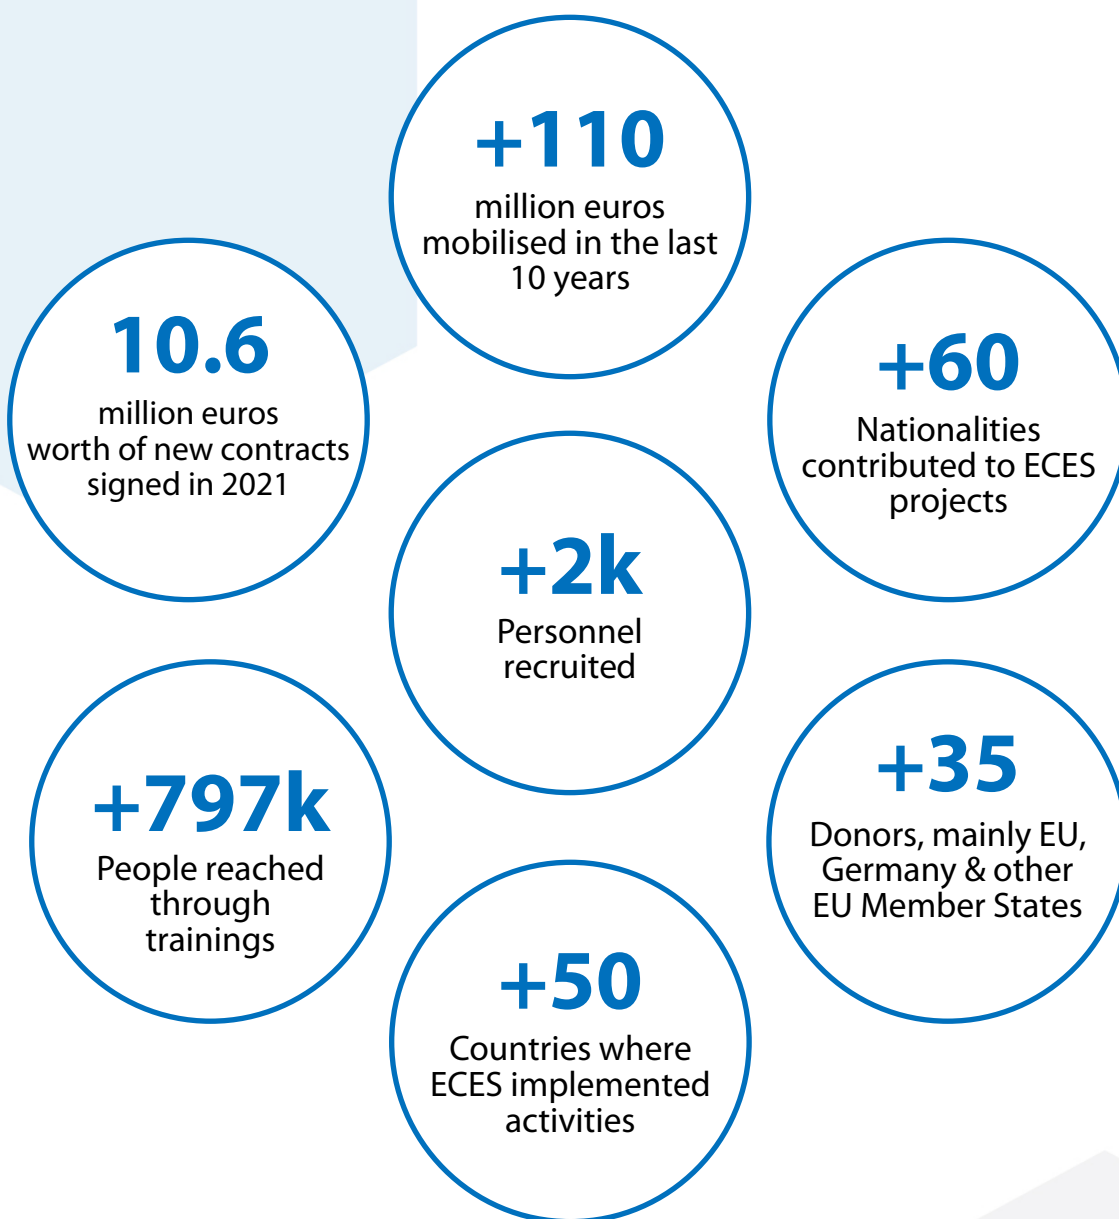 +110
million euros
mobilised in the last
10 years
10.6
million euros
worth of new contracts
signed in 2021
+60
Nationalities
contributed to ECES
projects
+2k
Personnel
recruited
+797k
People reached
through
trainings
+35
Donors, mainly EU,
Germany & other
EU Member States
+50
Countries where
ECES implemented
activities